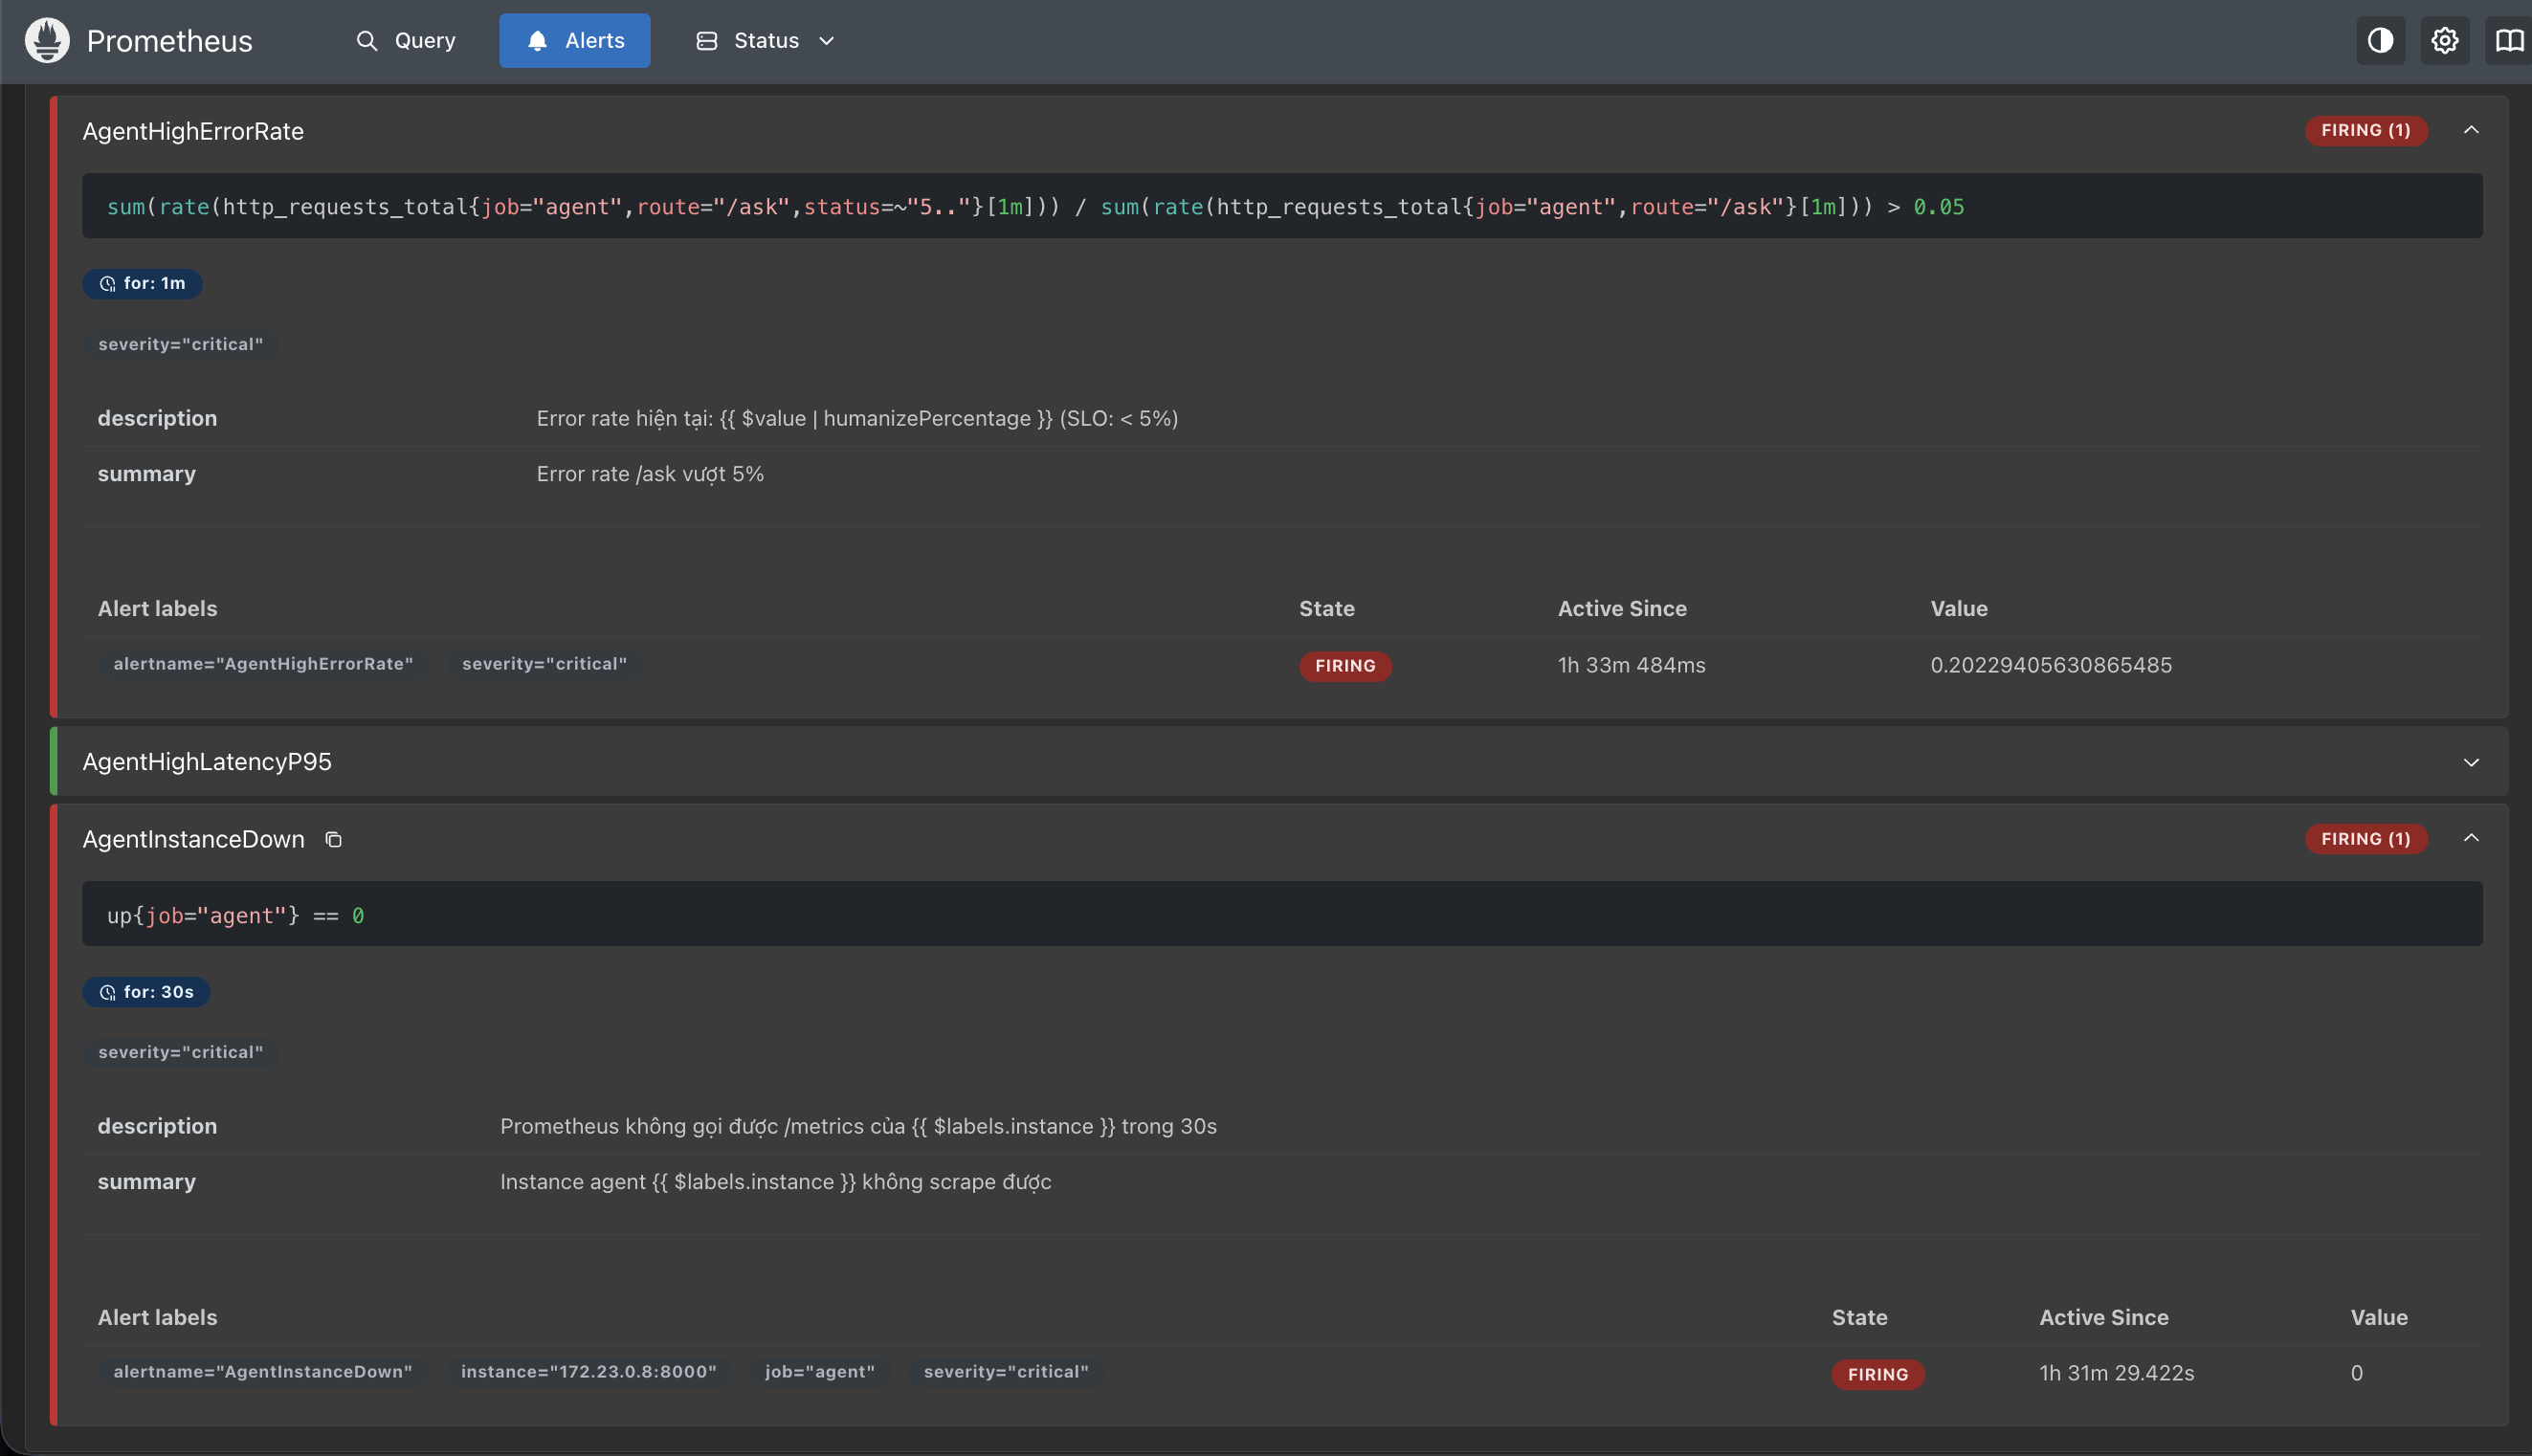 Prometheus Query Alerts Status
AgentHighErrorRate FIRING (1)
sum(rate(http_requests_total{job="agent",route="/ask",status=~"5.."}[1m])) / sum(rate(http_requests_total{job="agent",route="/ask"}[1m])) > 0.05
for: 1m
severity="critical"
description Error rate hiện tại: {{ $value | humanizePercentage }} (SLO: < 5%)
summary Error rate /ask vượt 5%
Alert labels State Active Since Value
alertname="AgentHighErrorRate" severity="critical" FIRING 1h 33m 484ms 0.20229405630865485
AgentHighLatencyP95
AgentInstanceDown FIRING (1)
up{job="agent"} == 0
for: 30s
severity="critical"
description Prometheus không gọi được /metrics của {{ $labels.instance }} trong 30s
summary Instance agent {{ $labels.instance }} không scrape được
Alert labels State Active Since Value
alertname="AgentInstanceDown" instance="172.23.0.8:8000" job="agent" severity="critical" FIRING 1h 31m 29.422s 0